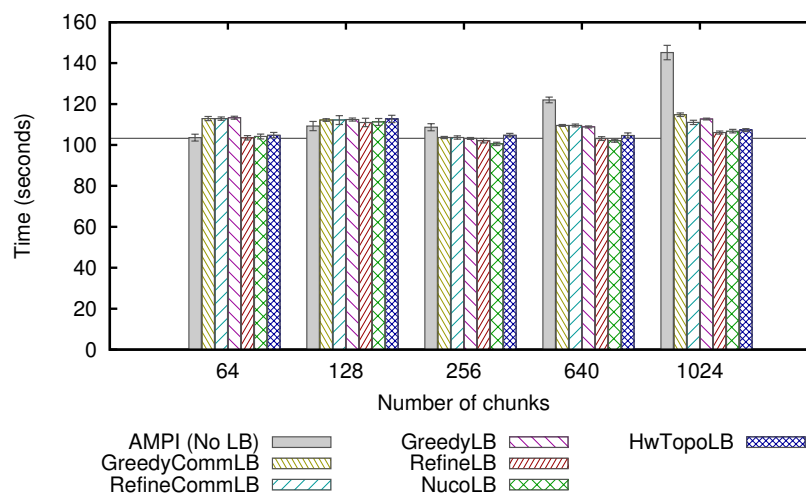 160
140
120
100
80
60
40
20
0
Time (seconds)
64 128 256 640 1024
Number of chunks
AMPI (No LB) GreedyLB HwTopoLB
GreedyCommLB RefineLB
RefineCommLB NucoLB